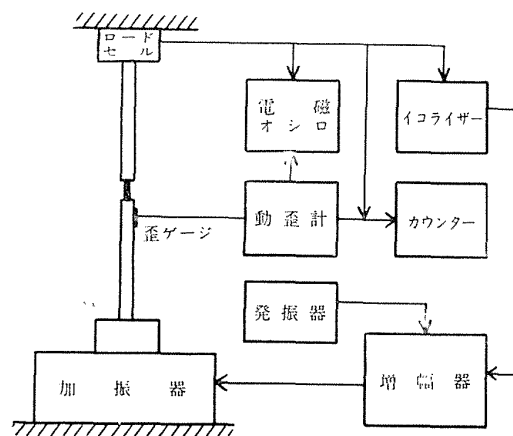 ロード
セル
電磁
オシロ
イコライザー
歪ゲージ
動歪計
カウンター
発振器
加振器
増幅器